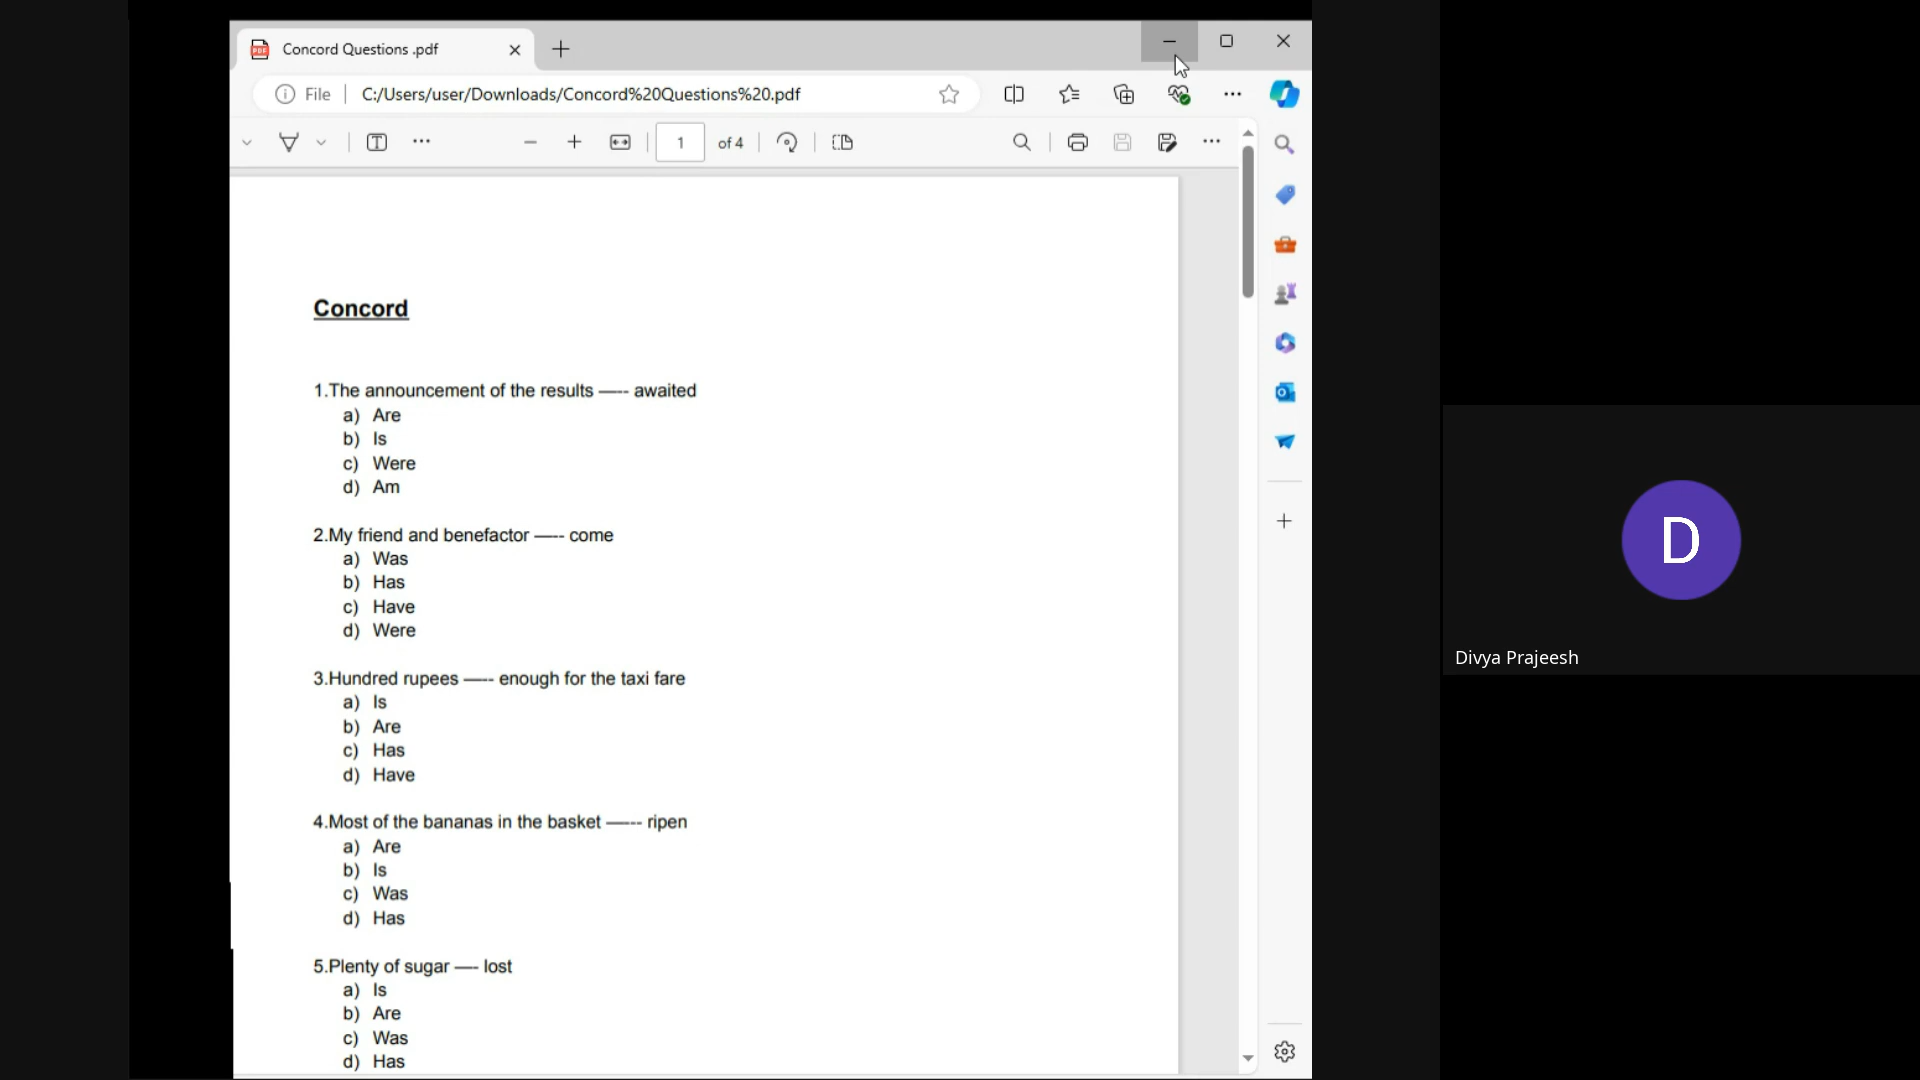 Concord Questions .pdf
File
C:/Users/user/Downloads/Concord%20Questions%20.pdf
1 of 4
Concord
1.The announcement of the results —-- awaited
a) Are
b) Is
c) Were
d) Am
2.My friend and benefactor —-- come
a) Was
b) Has
c) Have
d) Were
3.Hundred rupees —-- enough for the taxi fare
a) Is
b) Are
c) Has
d) Have
4.Most of the bananas in the basket —--- ripen
a) Are
b) Is
c) Was
d) Has
5.Plenty of sugar —- lost
a) Is
b) Are
c) Was
d) Has
D
Divya Prajeesh